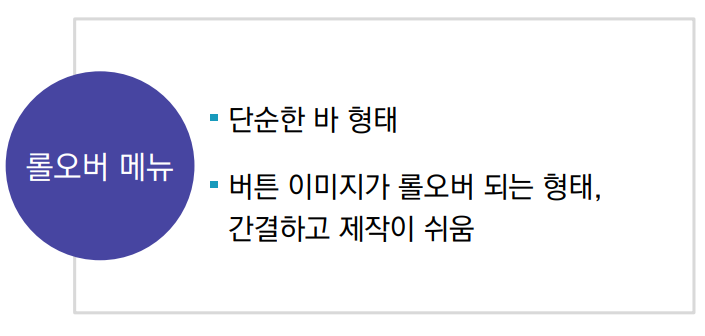 롤오버 메뉴
단순한 바 형태
버튼 이미지가 롤오버 되는 형태,
간결하고 제작이 쉬움